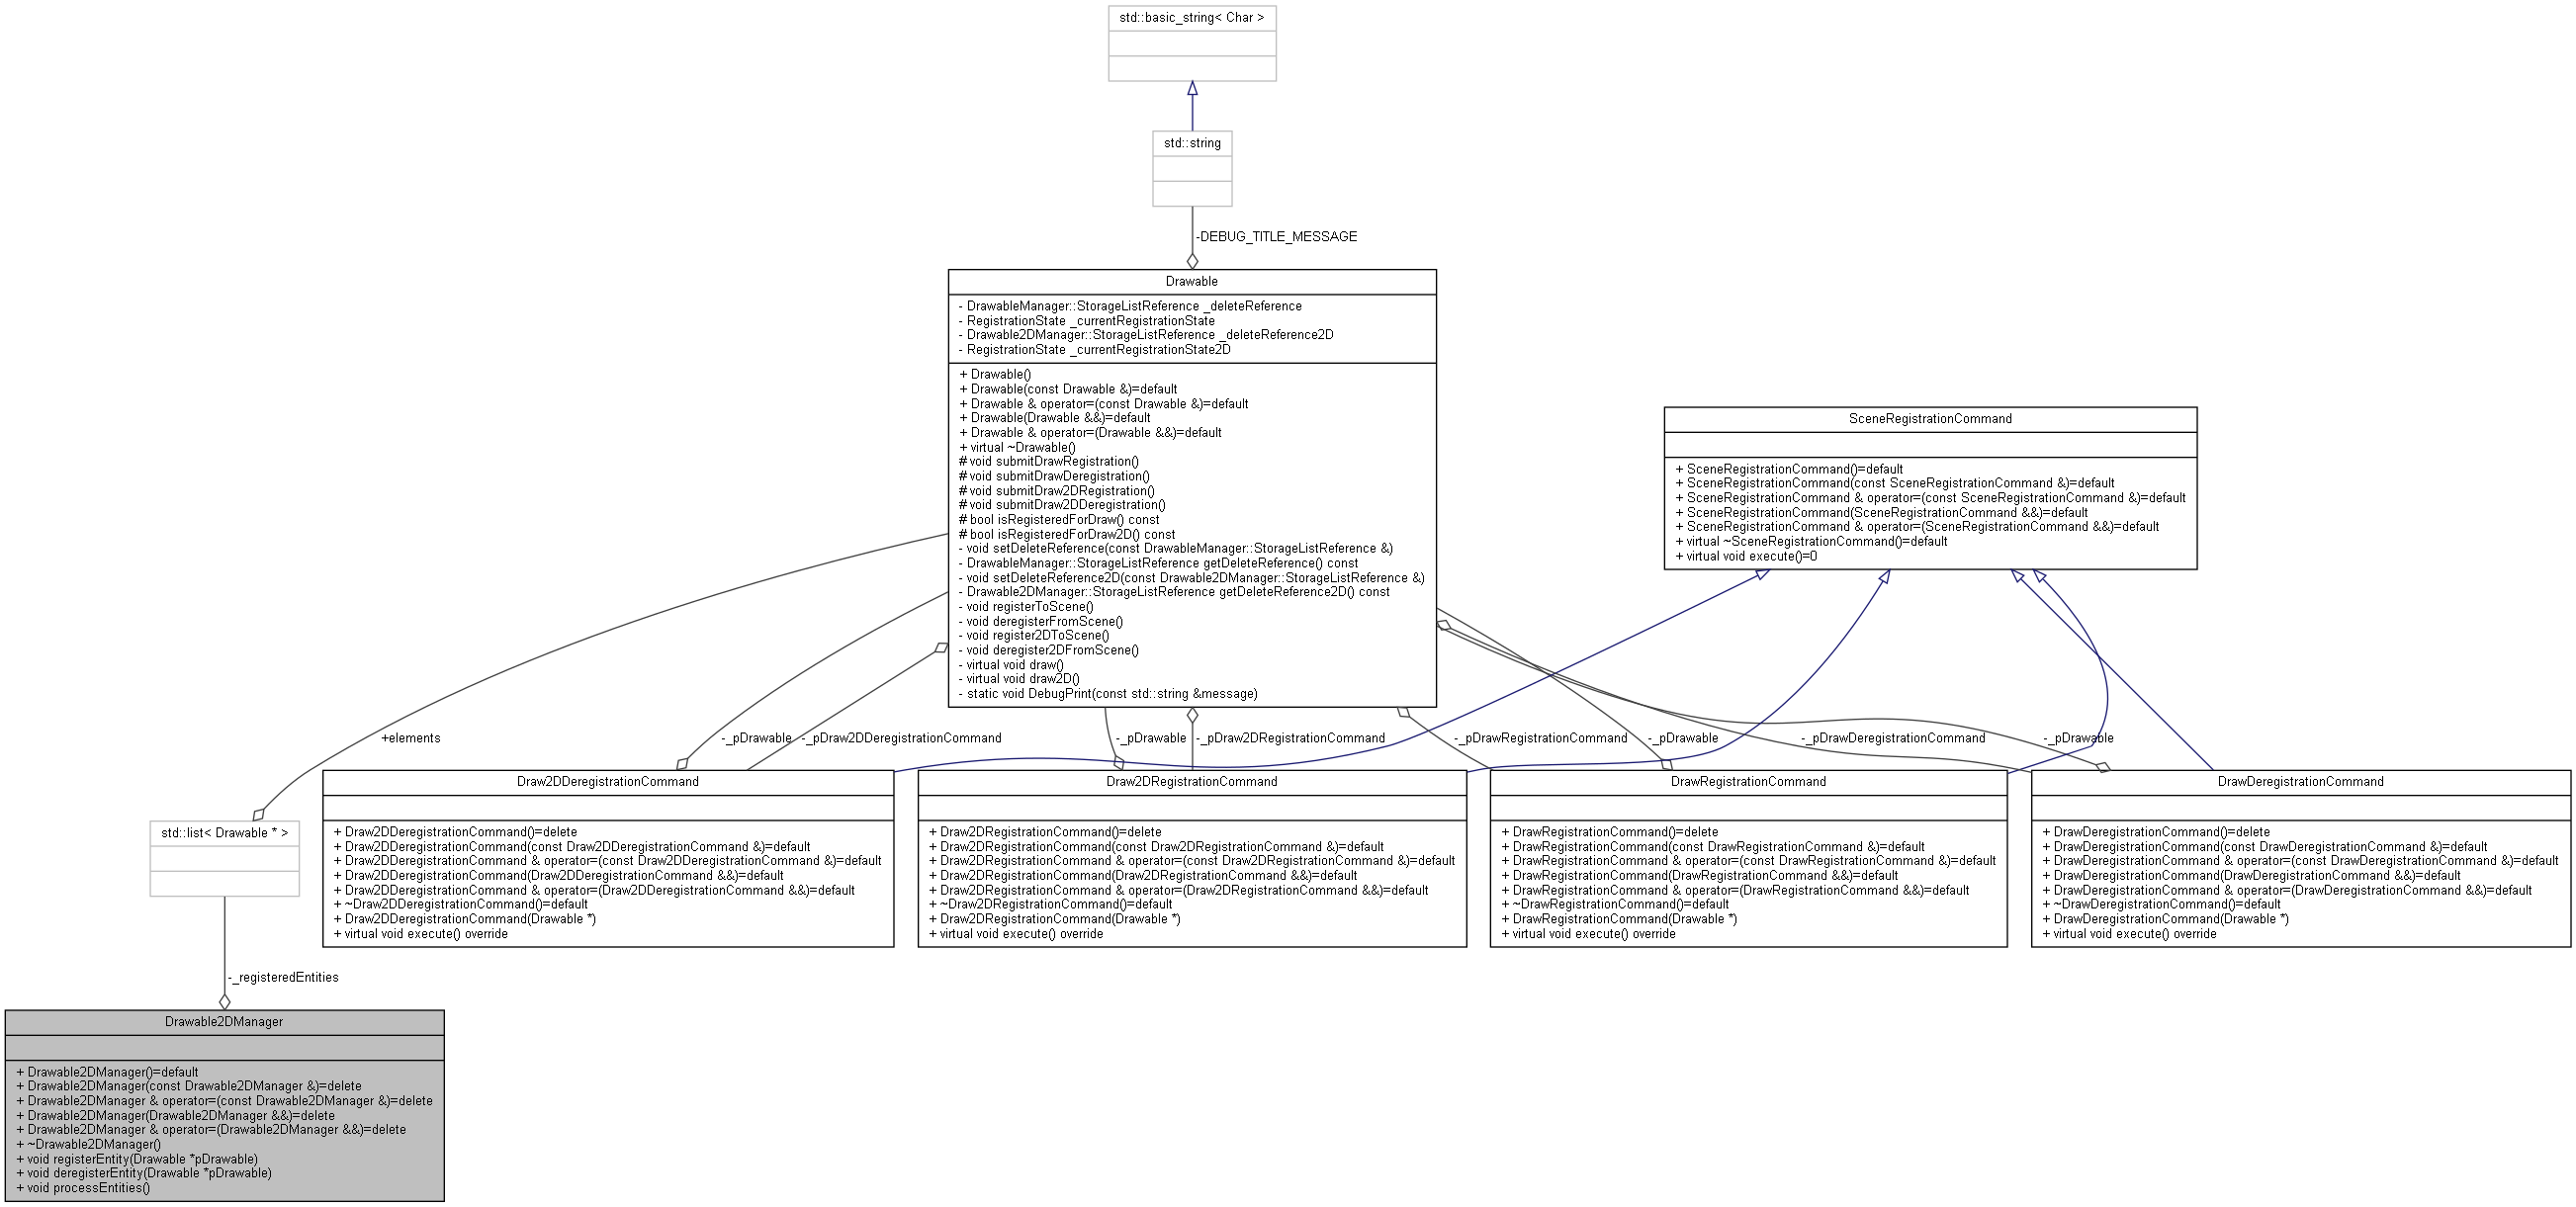 std::basic_string< Char >
std::string
-DEBUG_TITLE_MESSAGE
Drawable
- DrawableManager::StorageListReference _deleteReference
- RegistrationState _currentRegistrationState
- Drawable2DManager::StorageListReference _deleteReference2D
- RegistrationState _currentRegistrationState2D
+ Drawable()
+ Drawable(const Drawable &)=default
+ Drawable & operator=(const Drawable &)=default
+ Drawable(Drawable &&)=default
+ Drawable & operator=(Drawable &&)=default
+ virtual ~Drawable()
# void submitDrawRegistration()
# void submitDrawDeregistration()
# void submitDraw2DRegistration()
# void submitDraw2DDeregistration()
# bool isRegisteredForDraw() const
# bool isRegisteredForDraw2D() const
- void setDeleteReference(const DrawableManager::StorageListReference &)
- DrawableManager::StorageListReference getDeleteReference() const
- void setDeleteReference2D(const Drawable2DManager::StorageListReference &)
- Drawable2DManager::StorageListReference getDeleteReference2D() const
- void registerToScene()
- void deregisterFromScene()
- void register2DToScene()
- void deregister2DFromScene()
- virtual void draw()
- virtual void draw2D()
- static void DebugPrint(const std::string &message)
SceneRegistrationCommand
+ SceneRegistrationCommand()=default
+ SceneRegistrationCommand(const SceneRegistrationCommand &)=default
+ SceneRegistrationCommand & operator=(const SceneRegistrationCommand &)=default
+ SceneRegistrationCommand(SceneRegistrationCommand &&)=default
+ SceneRegistrationCommand & operator=(SceneRegistrationCommand &&)=default
+ virtual ~SceneRegistrationCommand()=default
+ virtual void execute()=0
+elements
-_pDrawable
-_pDraw2DDeregistrationCommand
-_pDrawable
-_pDraw2DRegistrationCommand
-_pDrawRegistrationCommand
-_pDrawable
-_pDrawDeregistrationCommand
-_pDrawable
std::list< Drawable * >
Draw2DDeregistrationCommand
+ Draw2DDeregistrationCommand()=delete
+ Draw2DDeregistrationCommand(const Draw2DDeregistrationCommand &)=default
+ Draw2DDeregistrationCommand & operator=(const Draw2DDeregistrationCommand &)=default
+ Draw2DDeregistrationCommand(Draw2DDeregistrationCommand &&)=default
+ Draw2DDeregistrationCommand & operator=(Draw2DDeregistrationCommand &&)=default
+ ~Draw2DDeregistrationCommand()=default
+ Draw2DDeregistrationCommand(Drawable *)
+ virtual void execute() override
Draw2DRegistrationCommand
+ Draw2DRegistrationCommand()=delete
+ Draw2DRegistrationCommand(const Draw2DRegistrationCommand &)=default
+ Draw2DRegistrationCommand & operator=(const Draw2DRegistrationCommand &)=default
+ Draw2DRegistrationCommand(Draw2DRegistrationCommand &&)=default
+ Draw2DRegistrationCommand & operator=(Draw2DRegistrationCommand &&)=default
+ ~Draw2DRegistrationCommand()=default
+ Draw2DRegistrationCommand(Drawable *)
+ virtual void execute() override
DrawRegistrationCommand
+ DrawRegistrationCommand()=delete
+ DrawRegistrationCommand(const DrawRegistrationCommand &)=default
+ DrawRegistrationCommand & operator=(const DrawRegistrationCommand &)=default
+ DrawRegistrationCommand(DrawRegistrationCommand &&)=default
+ DrawRegistrationCommand & operator=(DrawRegistrationCommand &&)=default
+ ~DrawRegistrationCommand()=default
+ DrawRegistrationCommand(Drawable *)
+ virtual void execute() override
DrawDeregistrationCommand
+ DrawDeregistrationCommand()=delete
+ DrawDeregistrationCommand(const DrawDeregistrationCommand &)=default
+ DrawDeregistrationCommand & operator=(const DrawDeregistrationCommand &)=default
+ DrawDeregistrationCommand(DrawDeregistrationCommand &&)=default
+ DrawDeregistrationCommand & operator=(DrawDeregistrationCommand &&)=default
+ ~DrawDeregistrationCommand()=default
+ DrawDeregistrationCommand(Drawable *)
+ virtual void execute() override
-_registeredEntities
Drawable2DManager
+ Drawable2DManager()=default
+ Drawable2DManager(const Drawable2DManager &)=delete
+ Drawable2DManager & operator=(const Drawable2DManager &)=delete
+ Drawable2DManager(Drawable2DManager &&)=delete
+ Drawable2DManager & operator=(Drawable2DManager &&)=delete
+ ~Drawable2DManager()
+ void registerEntity(Drawable *pDrawable)
+ void deregisterEntity(Drawable *pDrawable)
+ void processEntities()